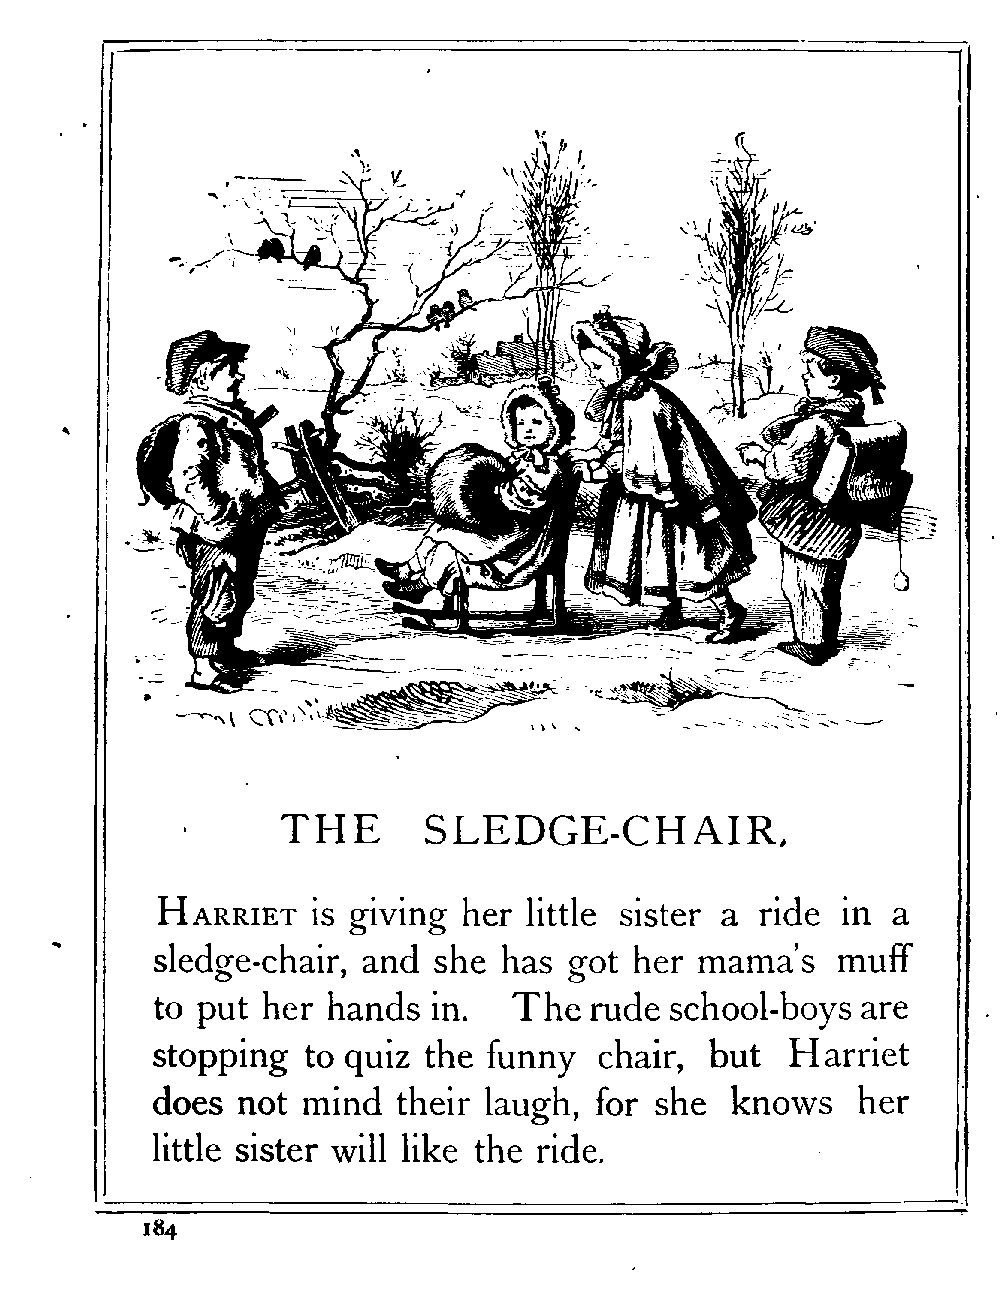 THE SLEDGE-CHAIR.
HARRIET is giving her little sister a ride in a
sledge-chair, and she has got her mama's muff
to put her hands in. The rude school-boys are
stopping to quiz the funny chair, but Harriet
does not mind their laugh, for she knows her
little sister will like the ride.
184